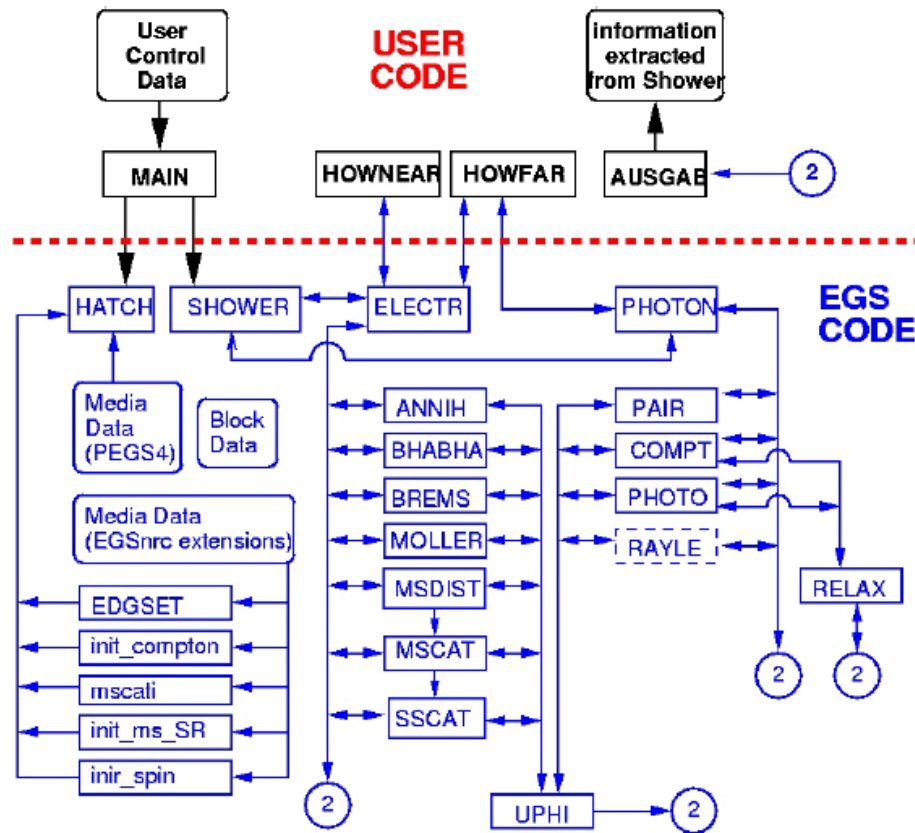 User
Control
Data
USER
CODE
information
extracted
from Shower
MAIN
HOWNEAR
HOWFAR
AUSGAB
2
HATCH
SHOWER
ELECTR
PHOTON
EGS
CODE
Media
Data
(PEGS4)
Block
Data
ANNIH
PAIR
BHABHA
COMPT
BREMS
PHOTO
Media Data
(EGSnrc extensions)
MOLLER
RAYLE
EDGSET
MSDIST
RELAX
init_compton
MSCAT
mscati
2
2
init_ms_SR
SSCAT
inir_spin
2
UPHI
2